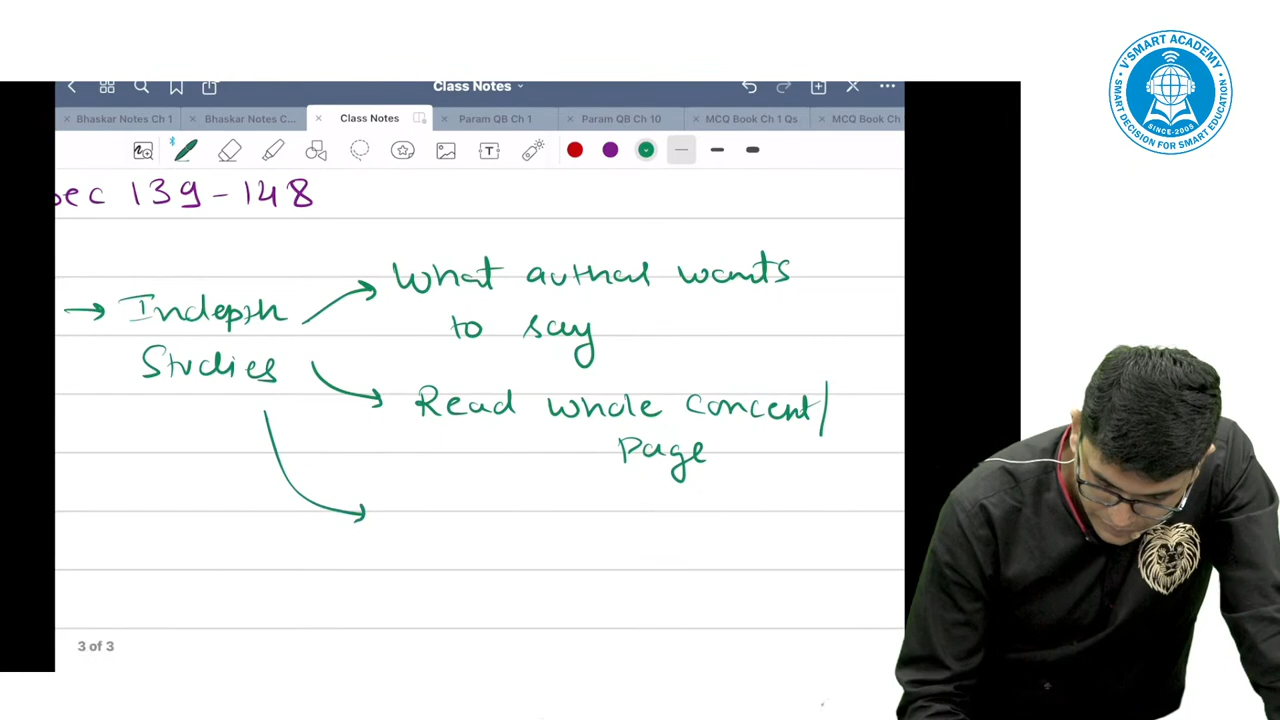 V'SMART ACADEMY
SMART DECISION FOR SMART EDUCATION
SINCE-2005
Class Notes
Bhaskar Notes Ch 1
Bhaskar Notes C...
Class Notes
Param QB Ch 1
Param QB Ch 10
MCQ Book Ch 1 Qs
MCQ Book Ch
Sec 139 - 148
→ Indepth
Studies
What author wants
to say
Read whole concent/
page
3 of 3